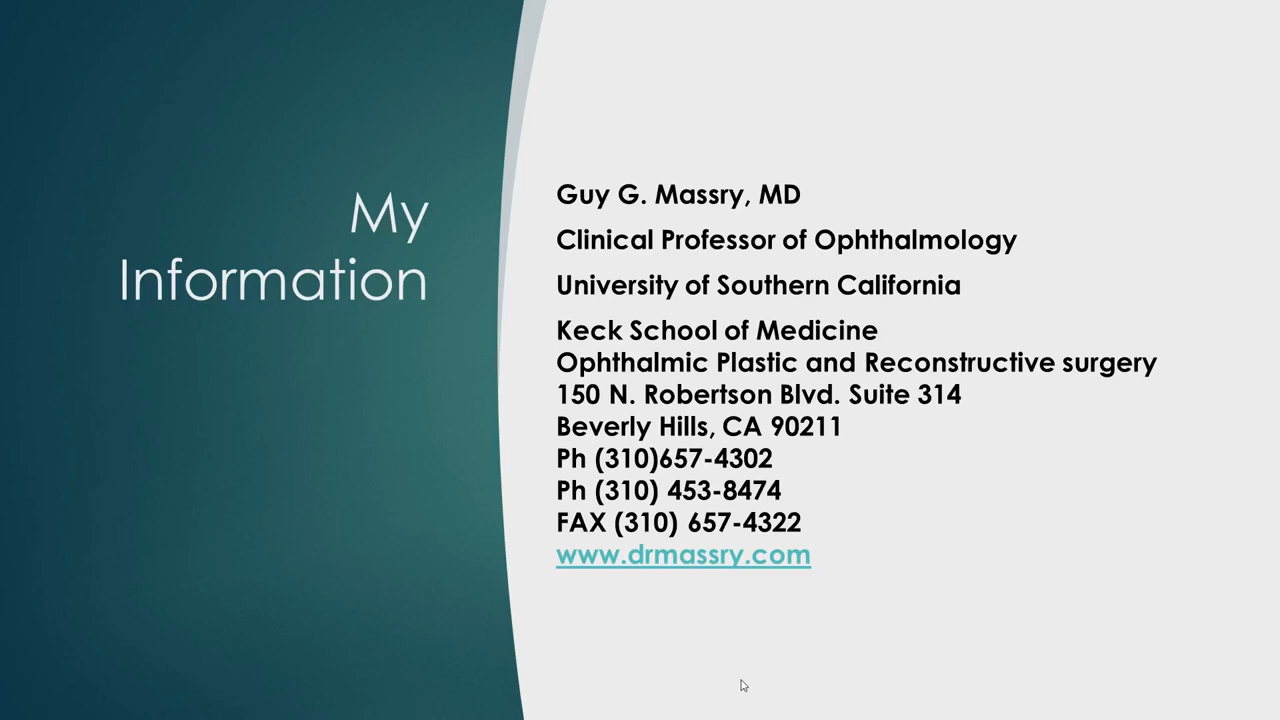 My
Information
Guy G. Massry, MD
Clinical Professor of Ophthalmology
University of Southern California
Keck School of Medicine
Ophthalmic Plastic and Reconstructive surgery
150 N. Robertson Blvd. Suite 314
Beverly Hills, CA 90211
Ph (310)657-4302
Ph (310) 453-8474
FAX (310) 657-4322
www.drmassry.com